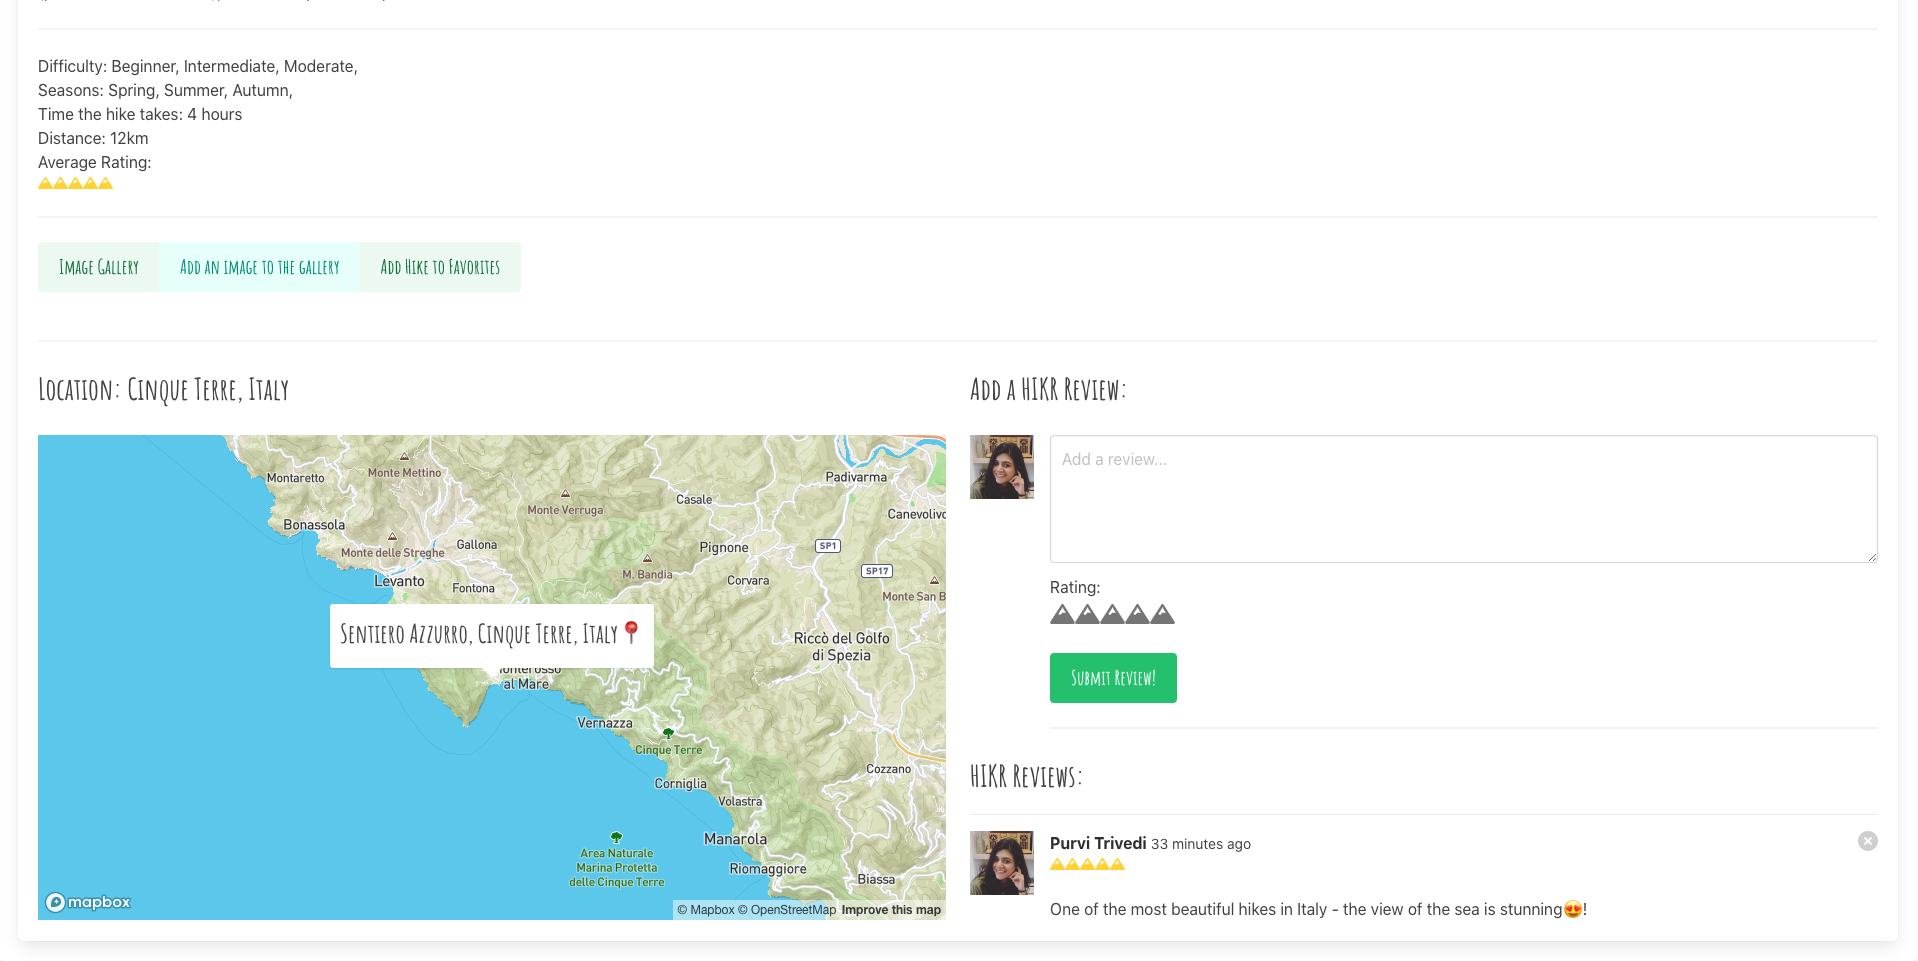 Difficulty: Beginner, Intermediate, Moderate,
Seasons: Spring, Summer, Autumn,
Time the hike takes: 4 hours
Distance: 12km
Average Rating:
Image Gallery
Add an image to the gallery
Add Hike to Favorites
Location: Cinque Terre, Italy
Montaretto
Monte Mettino
Padivarma
Casale
Monte Verruga
Canevolivo
Bonassola
SP1
Monte delle Streghe
Gallona
Pignone
SP17
M. Bandia
Corvara
Levanto
Fontona
Monte San B
Sentiero Azzurro, Cinque Terre, Italy📍
Riccò del Golfo
di Spezia
al Mare
Vernazza
Cinque Terre
Cozzano
Corniglia
Volastra
Manarola
Area Naturale
Marina Protetta
delle Cinque Terre
Riomaggiore
Biassa
mapbox
© Mapbox © OpenStreetMap Improve this map
Add a HIKR Review:
Add a review...
Rating:
Submit Review!
HIKR Reviews:
Purvi Trivedi 33 minutes ago
One of the most beautiful hikes in Italy - the view of the sea is stunning😍!